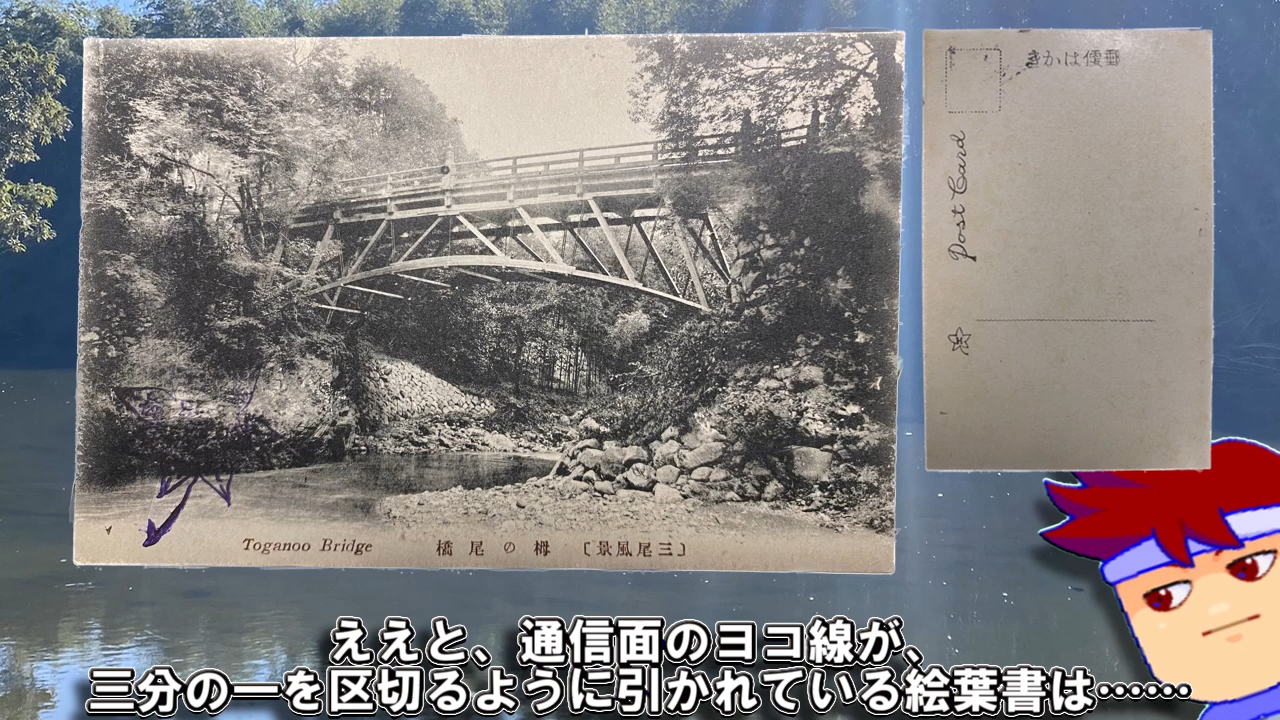 Toganoo Bridge
橋尾の栂 〔景風尾三〕
きかは便郵
Post Card
ええと、通信面のヨコ線が、
三分の一を区切るように引かれている絵葉書は……